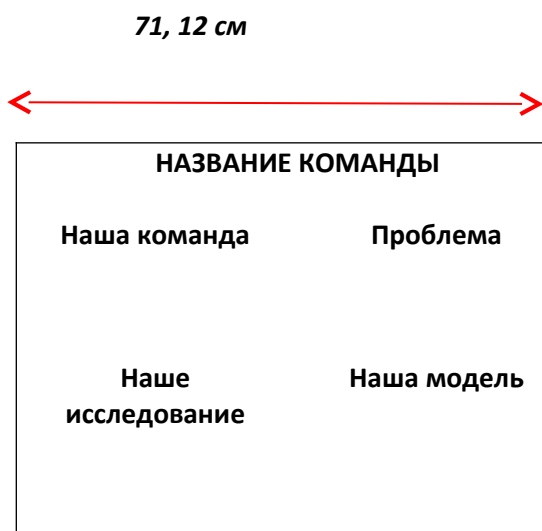 71, 12 см
НАЗВАНИЕ КОМАНДЫ
Наша команда Проблема
Наше Наша модель
исследование